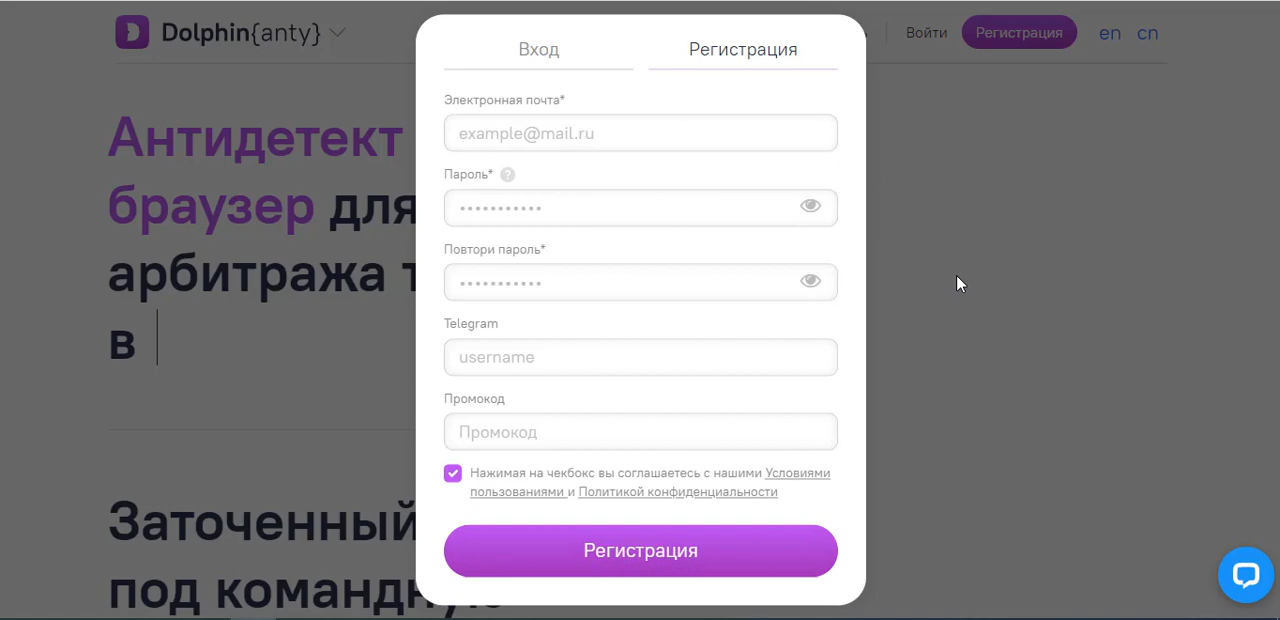 Dolphin{anty}
Войти
Регистрация
en
cn
Антидетект
браузер для
арбитража т
в
Заточенный
под командную
Вход
Регистрация
Электронная почта*
example@mail.ru
Пароль* ?
Повтори пароль*
Telegram
username
Промокод
Промокод
Нажимая на чекбокс вы соглашаетесь с нашими Условиями
пользованиями и Политикой конфиденциальности
Регистрация